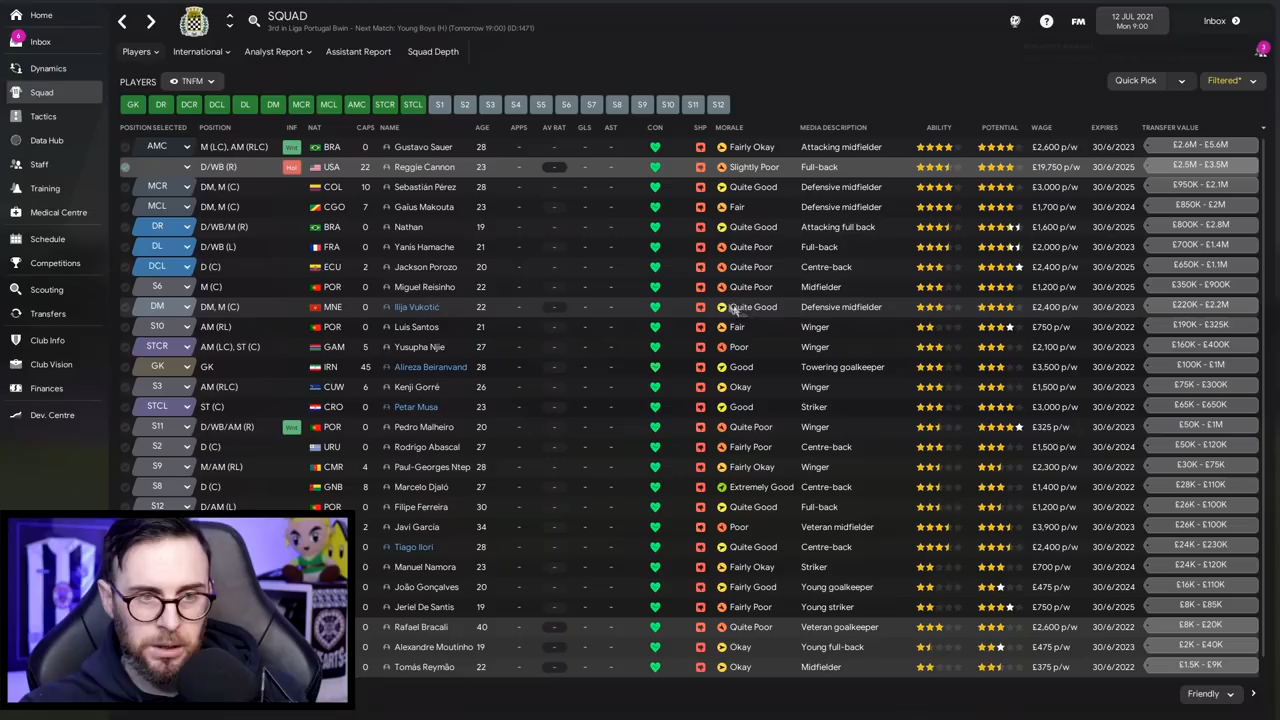 Home
6
Inbox
Dynamics
Squad
Tactics
Data Hub
Staff
Training
Medical Centre
Schedule
Competitions
Scouting
Transfers
Club Info
Club Vision
Finances
Dev. Centre
SQUAD
3rd in Liga Portugal Bwin - Next Match: Young Boys (H) (Tomorrow 19:00) (ID:1471)
FM
12 JUL 2021
Mon 9:00
Inbox
3
Players International Analyst Report Assistant Report Squad Depth
PLAYERS TNFM Quick Pick Filtered*
GK DR DCR DCL DL DM MCR MCL AMC STCR STCL S1 S2 S3 S4 S5 S6 S7 S8 S9 S10 S11 S12
POSITION SELECTED POSITION INF NAT CAPS NAME AGE APPS AV RAT GLS AST CON SHP MORALE MEDIA DESCRIPTION ABILITY POTENTIAL WAGE EXPIRES TRANSFER VALUE
AMC M (LC), AM (RLC) Wnt BRA 0 Gustavo Sauer 28 - - - - Fairly Okay Attacking midfielder £2,600 p/w 30/6/2023 £2.6M - £5.6M
D/WB (R) Hol USA 22 Reggie Cannon 23 - - - - Slightly Poor Full-back £19,750 p/w 30/6/2025 £2.5M - £3.5M
MCR DM, M (C) COL 10 Sebastián Pérez 28 - - - - Quite Good Defensive midfielder £3,000 p/w 30/6/2025 £950K - £2.1M
MCL DM, M (C) CGO 7 Gaïus Makouta 24 - - - - Fair Defensive midfielder £1,700 p/w 30/6/2024 £850K - £2M
DR D/WB/M (R) BRA 0 Nathan 19 - - - - Quite Good Attacking full back £1,600 p/w 30/6/2025 £800K - £2.8M
DL D/WB (L) FRA 0 Yanis Hamache 21 - - - - Quite Poor Full-back £2,000 p/w 30/6/2023 £700K - £1.4M
DCL D (C) ECU 2 Jackson Porozo 20 - - - - Quite Poor Centre-back £2,400 p/w 30/6/2025 £650K - £1.1M
S6 M (C) POR 0 Miguel Reisinho 22 - - - - Quite Poor Midfielder £1,200 p/w 30/6/2025 £350K - £900K
DM DM, M (C) MNE 0 Ilija Vukotić 22 - - - - Quite Good Defensive midfielder £2,400 p/w 30/6/2023 £220K - £2.2M
S10 AM (RL) POR 0 Luis Santos 21 - - - - Fair Winger £750 p/w 30/6/2024 £190K - £325K
STCR AM (LC), ST (C) GAM 5 Yusupha Njie 27 - - - - Poor Winger £2,100 p/w 30/6/2023 £160K - £400K
GK GK IRN 45 Alireza Beiranvand 28 - - - - Good Towering goalkeeper £3,500 p/w 30/6/2022 £100K - £1M
S3 AM (RLC) CUW 6 Kenji Gorré 26 - - - - Okay Winger £1,500 p/w 30/6/2023 £75K - £300K
STCL ST (C) CRO 0 Petar Musa 23 - - - - Good Striker £3,000 p/w 30/6/2022 £65K - £650K
S11 D/WB/AM (R) Wnt POR 0 Pedro Malheiro 20 - - - - Quite Poor Winger £325 p/w 30/6/2022 £50K - £1M
S2 D (C) URU 0 Rodrigo Abascal 27 - - - - Fairly Poor Centre-back £1,500 p/w 30/6/2024 £50K - £120K
S9 M/AM (RL) CMR 4 Paul-Georges Ntep 28 - - - - Fairly Okay Winger £2,300 p/w 30/6/2022 £30K - £75K
S8 D (C) GNB 8 Marcelo Djaló 27 - - - - Extremely Good Centre-back £1,400 p/w 30/6/2022 £28K - £110K
S12 D/AM (L) POR 0 Filipe Ferreira 30 - - - - Quite Good Full-back £1,200 p/w 30/6/2022 £26K - £100K
2 Javi García 34 - - - - Poor Veteran midfielder £3,900 p/w 30/6/2022 £26K - £100K
0 Tiago Ilori 28 - - - - Quite Good Centre-back £2,400 p/w 30/6/2022 £24K - £230K
0 Manuel Namora 23 - - - - Fairly Okay Striker £700 p/w 30/6/2022 £24K - £120K
0 João Gonçalves 20 - - - - Fairly Good Young goalkeeper £475 p/w 30/6/2023 £16K - £110K
0 Jeriel De Santis 19 - - - - Fairly Poor Young striker £750 p/w 30/6/2023 £8K - £85K
0 Rafael Bracali 40 - - - - Quite Poor Veteran goalkeeper £2,600 p/w 30/6/2022 £8K - £20K
0 Alexandre Moutinho 19 - - - - Okay Young full-back £475 p/w 30/6/2023 £2K - £40K
0 Tomás Reymão 22 - - - - Okay Midfielder £375 p/w 30/6/2022 £1.5K - £9K
Friendly